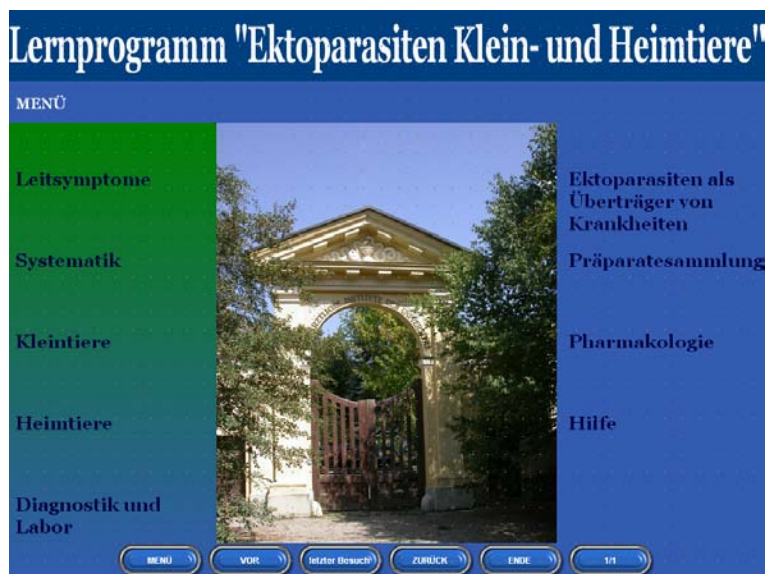 Lernprogramm "Ektoparasiten Klein- und Heimtiere"
MENÜ
Leitsymptome
Systematik
Kleintiere
Heimtiere
Diagnostik und
Labor
Ektoparasiten als
Überträger von
Krankheiten
Präparatesammlung
Pharmakologie
Hilfe
MENÜ
VOR
letzter Besuch
ZURÜCK
ENDE
1/1